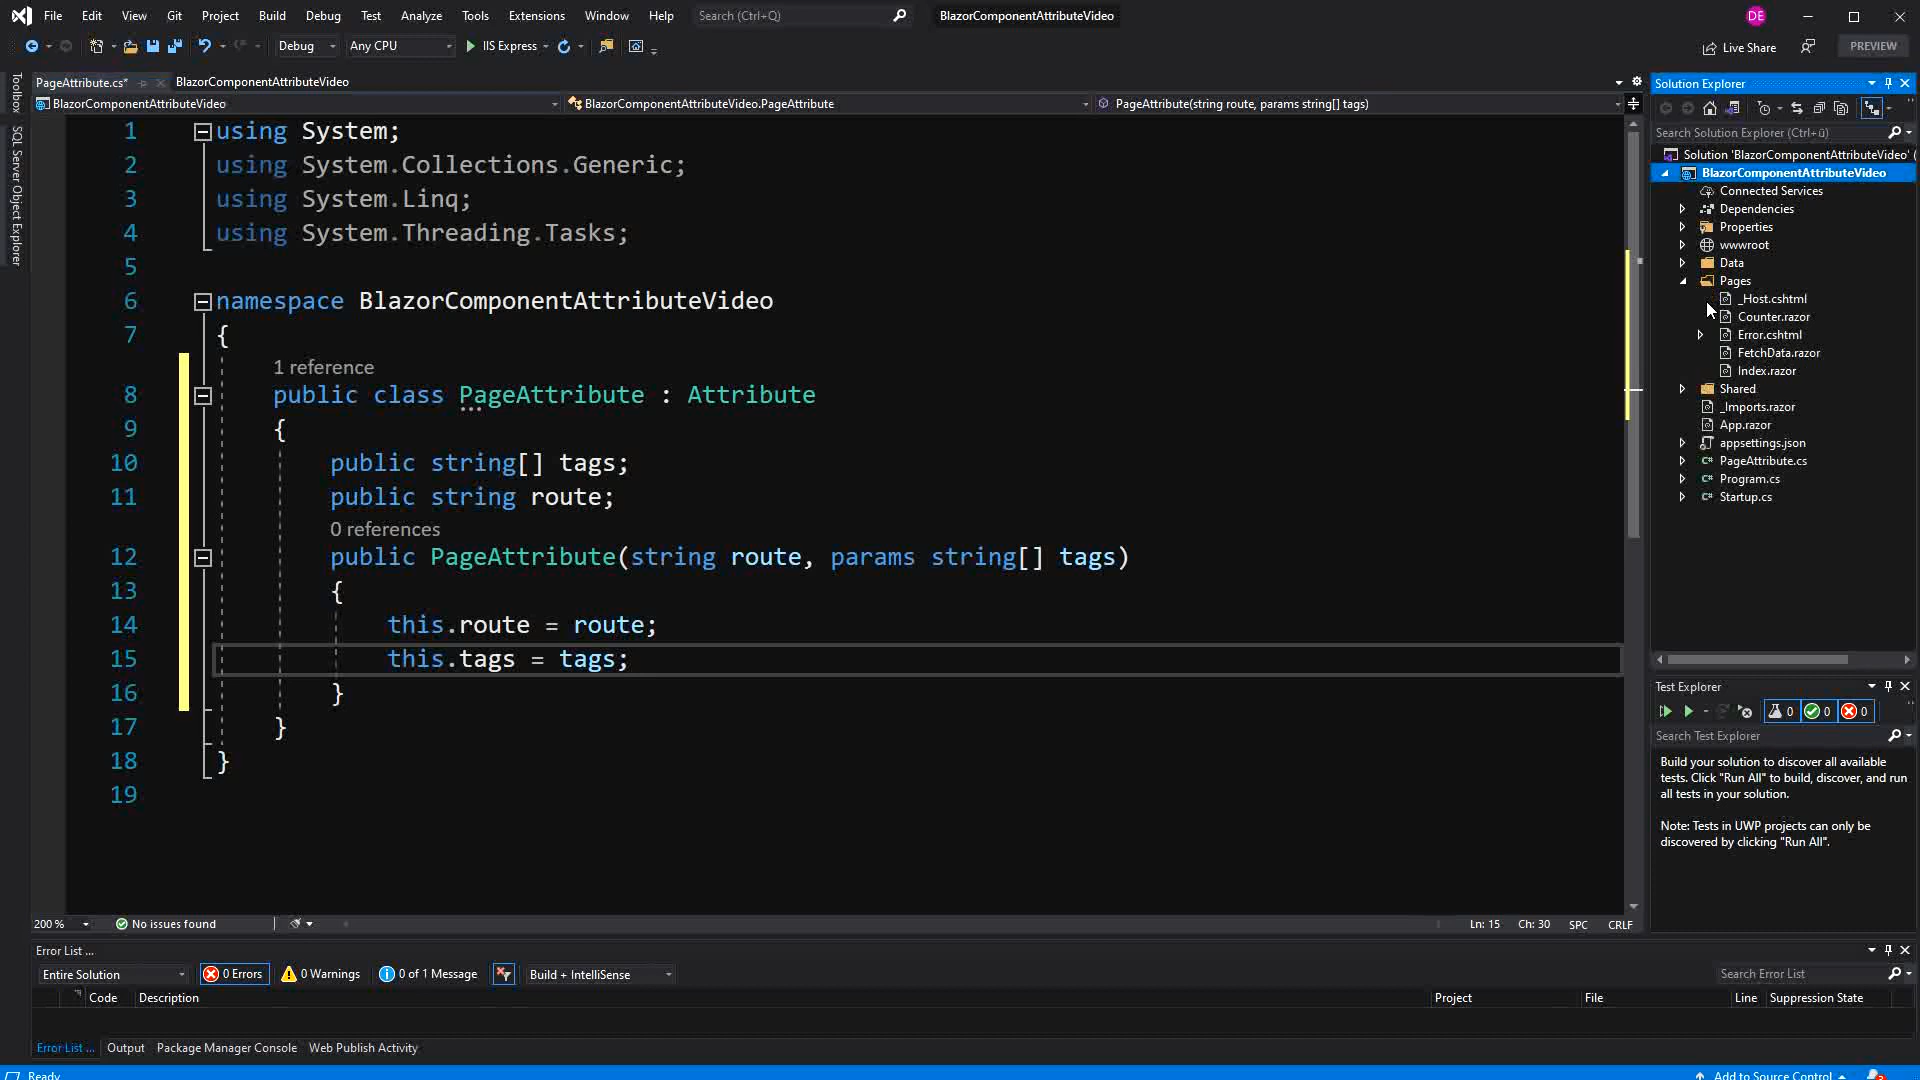 File Edit View Git Project Build Debug Test Analyze Tools Extensions Window Help Search (Ctrl+Q) BlazorComponentAttributeVideo DE
Debug Any CPU IIS Express Live Share PREVIEW
Toolbox
SQL Server Object Explorer
PageAttribute.cs* BlazorComponentAttributeVideo
BlazorComponentAttributeVideo BlazorComponentAttributeVideo.PageAttribute PageAttribute(string route, params string[] tags)
1 using System;
2 using System.Collections.Generic;
3 using System.Linq;
4 using System.Threading.Tasks;
5
6 namespace BlazorComponentAttributeVideo
7 {
1 reference
8 public class PageAttribute : Attribute
9 {
10 public string[] tags;
11 public string route;
0 references
12 public PageAttribute(string route, params string[] tags)
13 {
14 this.route = route;
15 this.tags = tags;
16 }
17 }
18 }
19
200 % No issues found Ln: 15 Ch: 30 SPC CRLF
Solution Explorer
Search Solution Explorer (Ctrl+ü)
Solution 'BlazorComponentAttributeVideo' (
BlazorComponentAttributeVideo
Connected Services
Dependencies
Properties
wwwroot
Data
Pages
_Host.cshtml
Counter.razor
Error.cshtml
FetchData.razor
Index.razor
Shared
_Imports.razor
App.razor
appsettings.json
PageAttribute.cs
Program.cs
Startup.cs
Test Explorer
0 0 0
Search Test Explorer
Build your solution to discover all available
tests. Click "Run All" to build, discover, and run
all tests in your solution.
Note: Tests in UWP projects can only be
discovered by clicking "Run All".
Error List ...
Entire Solution 0 Errors 0 Warnings 0 of 1 Message Build + IntelliSense Search Error List
Code Description Project File Line Suppression State
Error List ... Output Package Manager Console Web Publish Activity
Ready Add to Source Control